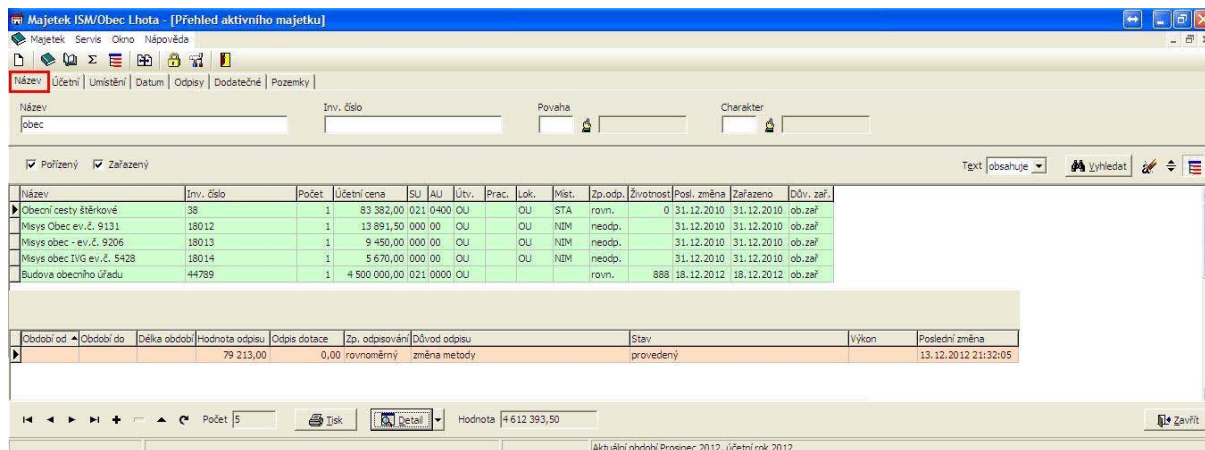 Majetek ISM/Obec Lhota - [Přehled aktivního majetku]
Majetek Servis Okno Nápověda
Název Účetní Umístění Datum Odpisy Dodatečné Pozemky
Název Inv. číslo Povaha Charakter
obec
Pořízený Zařazený Text obsahuje Vyhledat
Název Inv. číslo Počet Účetní cena SU AU Útv. Prac. Lok. Míst. Zp.odp. Životnost Posl. změna Zařazeno Dův. zař.
Obecní cesty štěrkové 38 1 83 382,00 021 0400 OU OU STA rovn. 0 31.12.2010 31.12.2010 ob.zař
Misys Obec ev.č. 9131 18012 1 13 891,50 000 00 OU OU NIM neodp. 31.12.2010 31.12.2010 ob.zař
Misys obec - ev.č. 9206 18013 1 9 450,00 000 00 OU OU NIM neodp. 31.12.2010 31.12.2010 ob.zař
Misys obec IVG ev.č. 5428 18014 1 5 670,00 000 00 OU OU NIM neodp. 31.12.2010 31.12.2010 ob.zař
Budova obecního úřadu 44789 1 4 500 000,00 021 0000 OU rovn. 888 18.12.2012 18.12.2012 ob.zař
Období od Období do Délka období Hodnota odpisu Odpis dotace Zp. odpisování Důvod odpisu Stav Výkon Poslední změna
79 213,00 0,00 rovnoměrný změna metody provedený 13.12.2012 21:32:05
Počet 5 Tisk Detail Hodnota 4 612 393,50 Zavřít
Aktuální období Prosinec 2012, účetní rok 2012